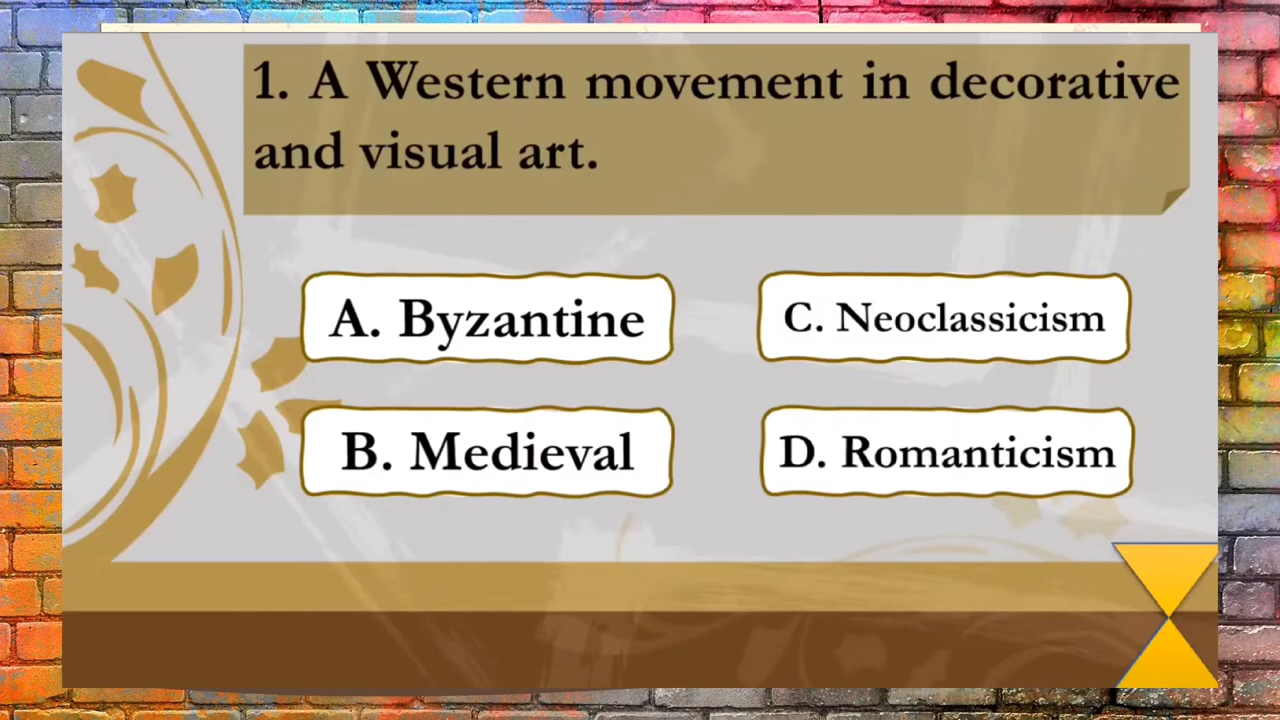 1. A Western movement in decorative
and visual art.
A. Byzantine
C. Neoclassicism
B. Medieval
D. Romanticism